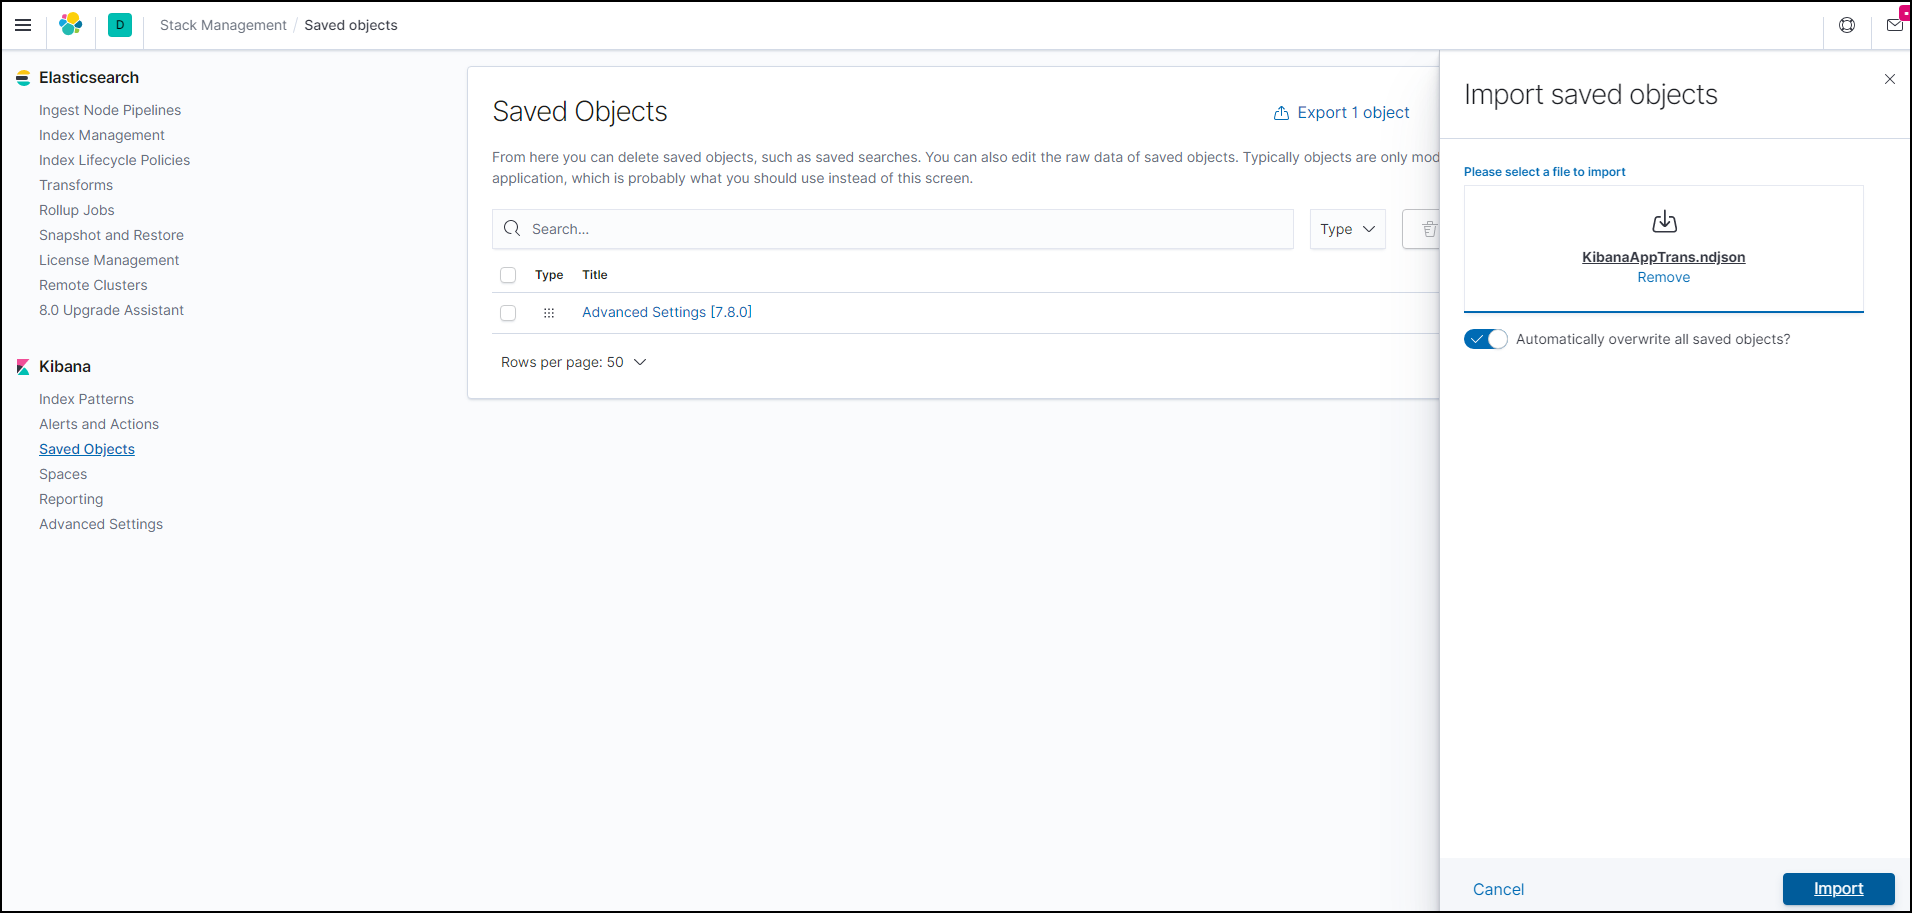 D Stack Management / Saved objects
Elasticsearch
Ingest Node Pipelines
Index Management
Index Lifecycle Policies
Transforms
Rollup Jobs
Snapshot and Restore
License Management
Remote Clusters
8.0 Upgrade Assistant
Kibana
Index Patterns
Alerts and Actions
Saved Objects
Spaces
Reporting
Advanced Settings
Saved Objects
Export 1 object
From here you can delete saved objects, such as saved searches. You can also edit the raw data of saved objects. Typically objects are only mod
application, which is probably what you should use instead of this screen.
Search...
Type
Type Title
Advanced Settings [7.8.0]
Rows per page: 50
Import saved objects
Please select a file to import
KibanaAppTrans.ndjson
Remove
Automatically overwrite all saved objects?
Cancel
Import